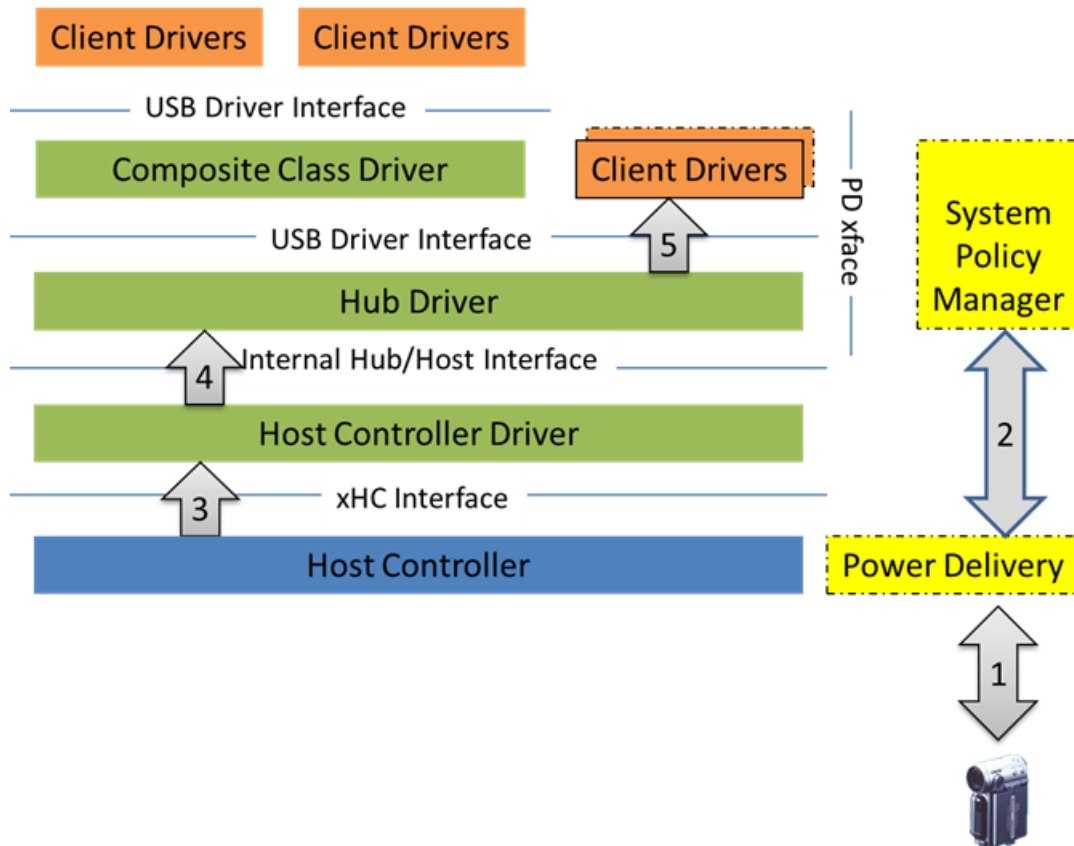 Client Drivers
Client Drivers
USB Driver Interface
Composite Class Driver
Client Drivers
PD xface
System
Policy
Manager
USB Driver Interface
5
Hub Driver
Internal Hub/Host Interface
4
2
Host Controller Driver
xHC Interface
3
Host Controller
Power Delivery
1